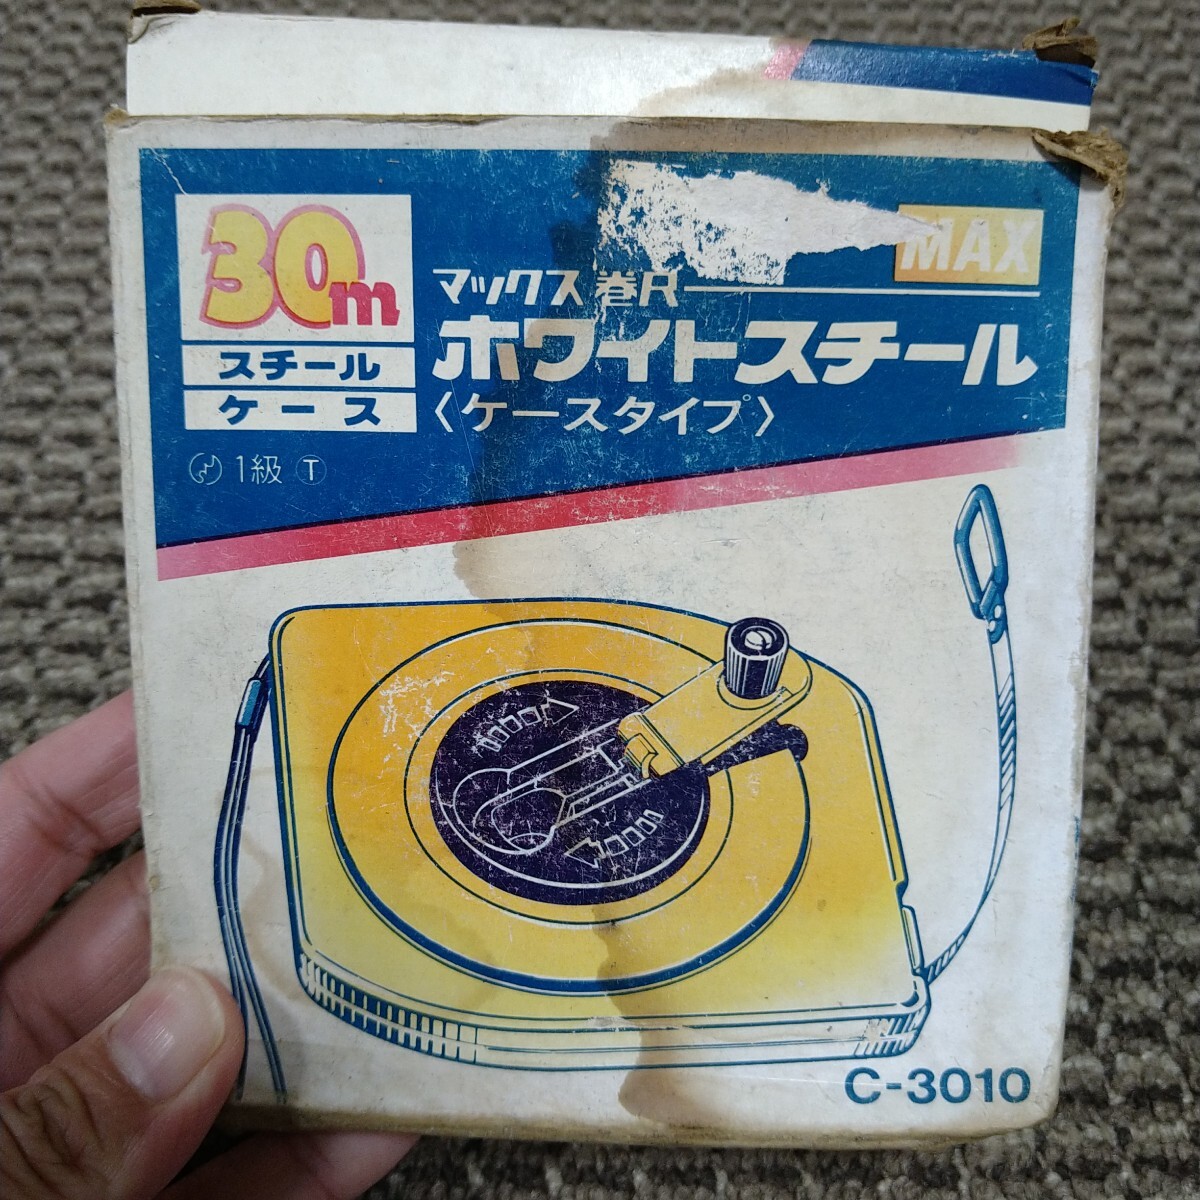 30m
スチール
ケース
1級 T
MAX
マックス 巻尺
ホワイトスチール
〈ケースタイプ〉
C-3010